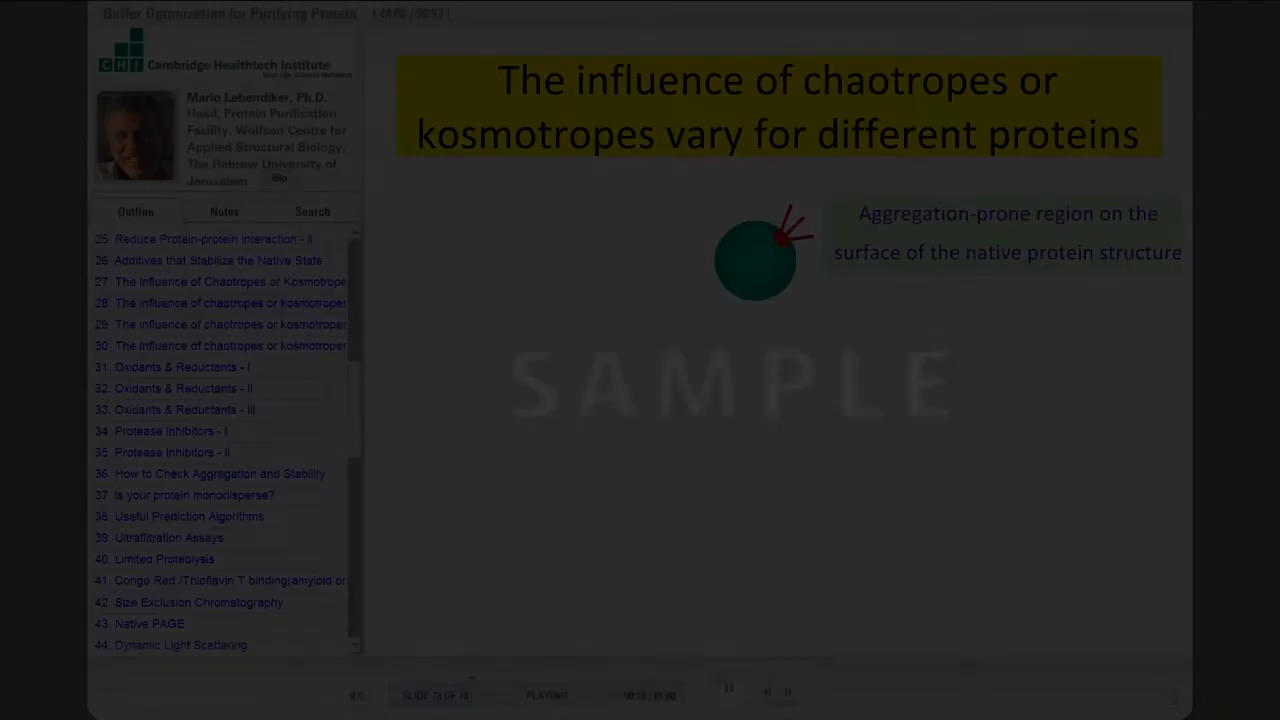 Buffer Optimization for Purifying Protein
CHI Cambridge Healthtech Institute
Mario Lebendiker, Ph.D.
Head, Protein Purification
Facility, Wolfson Centre for
Applied Structural Biology,
The Hebrew University of
Jerusalem
Bio
Outline Notes Search
25. Reduce Protein-protein Interaction - II
26. Additives that Stabilize the Native State
27. The Influence of Chaotropes or Kosmotrope
28. The influence of chaotropes or kosmotropes
29. The influence of chaotropes or kosmotropes
30. The influence of chaotropes or kosmotropes
31. Oxidants & Reductants - I
32. Oxidants & Reductants - II
33. Oxidants & Reductants - III
34. Protease Inhibitors - I
35. Protease Inhibitors - II
36. How to Check Aggregation and Stability
37. Is your protein monodisperse?
38. Useful Prediction Algorithms
39. Ultrafiltration Assays
40. Limited Proteolysis
41. Congo Red /Thioflavin T binding(amyloid or
42. Size Exclusion Chromatography
43. Native PAGE
44. Dynamic Light Scattering
The influence of chaotropes or
kosmotropes vary for different proteins
Aggregation-prone region on the
surface of the native protein structure
SAMPLE
PLAYING